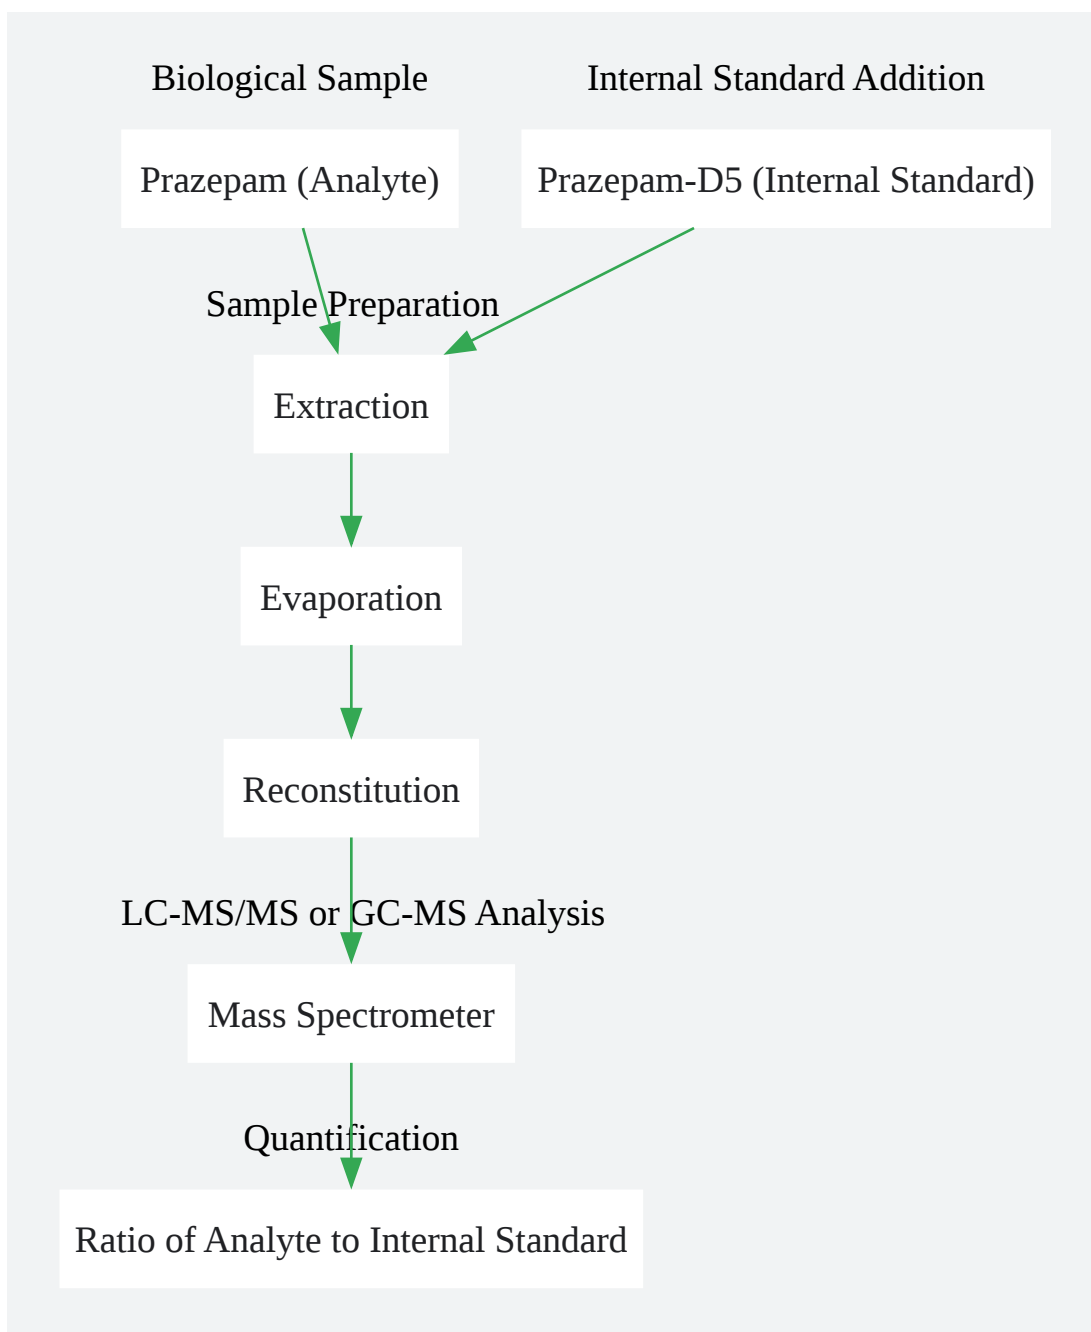 Biological Sample
Internal Standard Addition
Prazepam (Analyte)
Prazepam-D5 (Internal Standard)
Sample Preparation
Extraction
Evaporation
Reconstitution
LC-MS/MS or GC-MS Analysis
Mass Spectrometer
Quantification
Ratio of Analyte to Internal Standard